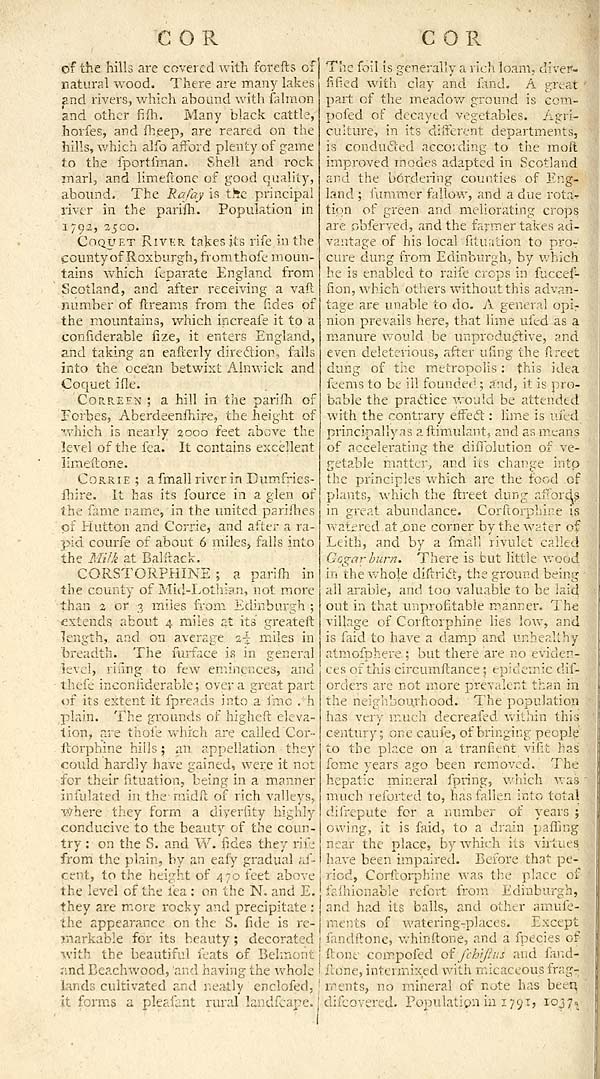 COR
of the hills are covered with foreſts of
natural wood. There are many lakes
and rivers, which abound with ſalmon
and other fiſh. Many black cattle,
horſes, and ſheep, are reared on the
hills, which alſo afford plenty of game
to the ſportſman. Shell and rock
marl, and limeſtone of good quality,
abound. The Raſay is the principal
river in the pariſh. Population in
1792, 2500.
COQUET RIVER takes its riſe in the
county of Roxburgh, from thoſe moun-
tains which ſeparate England from
Scotland, and after receiving a vaſt
number of ſtreams from the ſides of
the mountains, which increaſe it to a
conſiderable ſize, it enters England,
and taking an eaſterly direction, falls
into the ocean betwixt Alnwick and
Coquet iſle.
CORREEN; a hill in the pariſh of
Forbes, Aberdeenſhire, the height of
which is nearly 2000 feet above the
level of the ſea. It contains excellent
limeſtone.
CORRIE; a ſmall river in Dumfries-
ſhire. It has its ſource in a glen of
the ſame name, in the united pariſhes
of Hutton and Corrie, and after a ra-
pid courſe of about 6 miles, falls into
the Milk at Balſtack.
CORSTORPHINE; a pariſh in
the county of Mid-Lothian, not more
than 2 or 3 miles from Edinburgh;
extends about 4 miles at its greateſt
length, and on average 2½ miles in
breadth. The ſurface is in general
level, riſing to few eminences, and
theſe inconſiderable; over a great part
of its extent it ſpreads into a ſmo . h
plain. The grounds of higheſt eleva-
tion, are thoſe which are called Cor-
ſtorphine hills; an appellation they
could hardly have gained, were it not
for their ſituation, being in a manner
inſulated in the midſt of rich valleys,
where they form a diverſity highly
conducive to the beauty of the coun-
try: on the S. and W. ſides they riſe
from the plain, by an eaſy gradual aſ-
cent, to the height of 470 feet above
the level of the ſea: on the N. and E.
they are more rocky and precipitate:
the appearance on the S. ſide is re-
markable for its beauty; decorated
with the beautiful ſeats of Belmont
and Beachwood, and having the whole
lands cultivated and neatly encloſed,
it forms a pleaſant rural landſcape.
COR
The ſoil is generally a rich loam, diver-
ſified with clay and ſand. A great
part of the meadow ground is com-
poſed of decayed vegetables. Agri-
culture, in its different departments,
is conducted according to the moſt
improved modes adapted in Scotland
and the bordering counties of Eng-
land; ſummer fallow, and a due rota-
tion of green and meliorating crops
are obſerved, and the farmer takes ad-
vantage of his local ſituation to pro-
cure dung from Edinburgh, by which
he is enabled to raiſe crops in ſucceſ-
ſion, which others without this advan-
tage are unable to do. A general opi-
nion prevails here, that lime uſed as a
manure would be unproductive, and
even deleterious, after uſing the ſtreet
dung of the metropolis: this idea
ſeems to be ill founded; and, it is pro-
bable the practice would be attended
with the contrary effect: lime is uſed
principally as a ſtimulant, and as means
of accelerating the diſſolution of ve-
getable matter, and its change into
the principles which are the food of
plants, which the ſtreet dung affords
in great abundance. Corſtorphine is
watered at one corner by the water of
Leith, and by a ſmall rivulet called
Gogar burn. There is but little wood
in the whole diſtrict, the ground being
all arable, and too valuable to be laid
out in that unprofitable manner. The
village of Corſtorphine lies low, and
is ſaid to have a damp and unhealthy
atmoſphere; but there are no eviden-
ces of this circumſtance; epidemic diſ-
orders are not more prevalent than in
the neighbourhood. The population
has very much decreaſed within this
century; one cauſe, of bringing people
to the place on a tranſient viſit has
ſome years ago been removed. The
hepatic mineral ſpring, which was
much reſorted to, has fallen into total
diſrepute for a number of years;
owing, it is ſaid, to a drain paſſing
near the place, by which its virtues
have been impaired. Before that pe-
riod, Corſtorphine was the place of
faſhionable reſort from Edinburgh,
and had its balls, and other amuſe-
ments of watering-places. Except
ſandſtone, whinſtone, and a ſpecies of
ſtone compoſed of ſchiſtus and ſand-
ſtone, intermixed with micaceous frag-
ments, no mineral of note has been
diſcovered. Population in 1791, 1037.